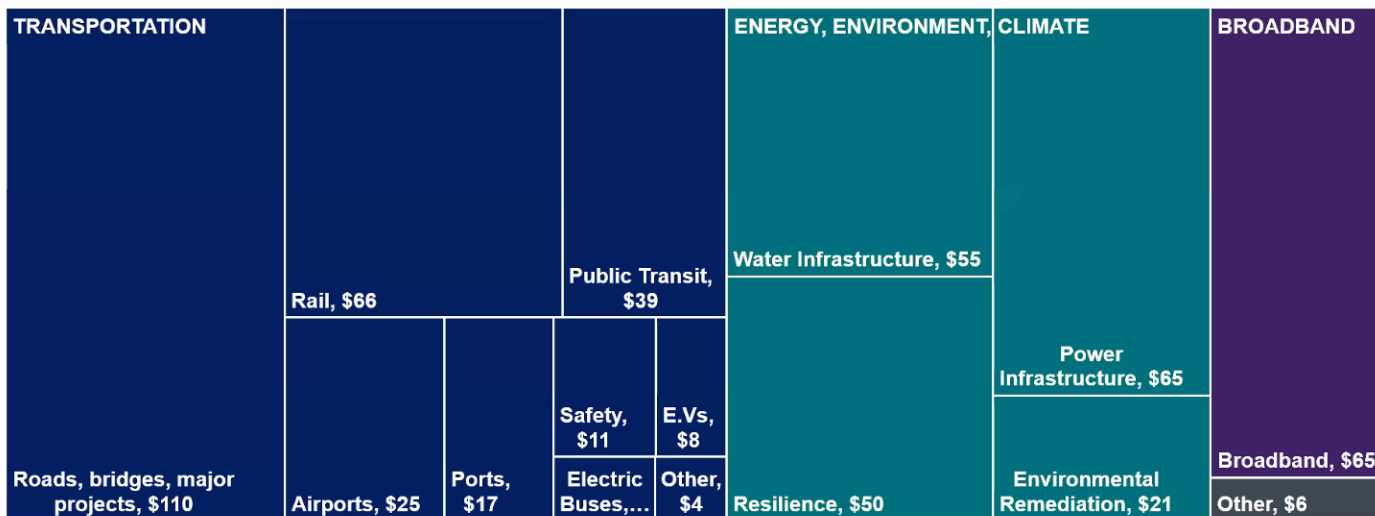 TRANSPORTATION
Roads, bridges, major
projects, $110
Rail, $66
Public Transit,
$39
Airports, $25
Ports,
$17
Safety,
$11
E.Vs,
$8
Electric
Buses,...
Other,
$4
ENERGY, ENVIRONMENT, CLIMATE
Water Infrastructure, $55
Resilience, $50
Power
Infrastructure, $65
Environmental
Remediation, $21
BROADBAND
Broadband, $65
Other, $6